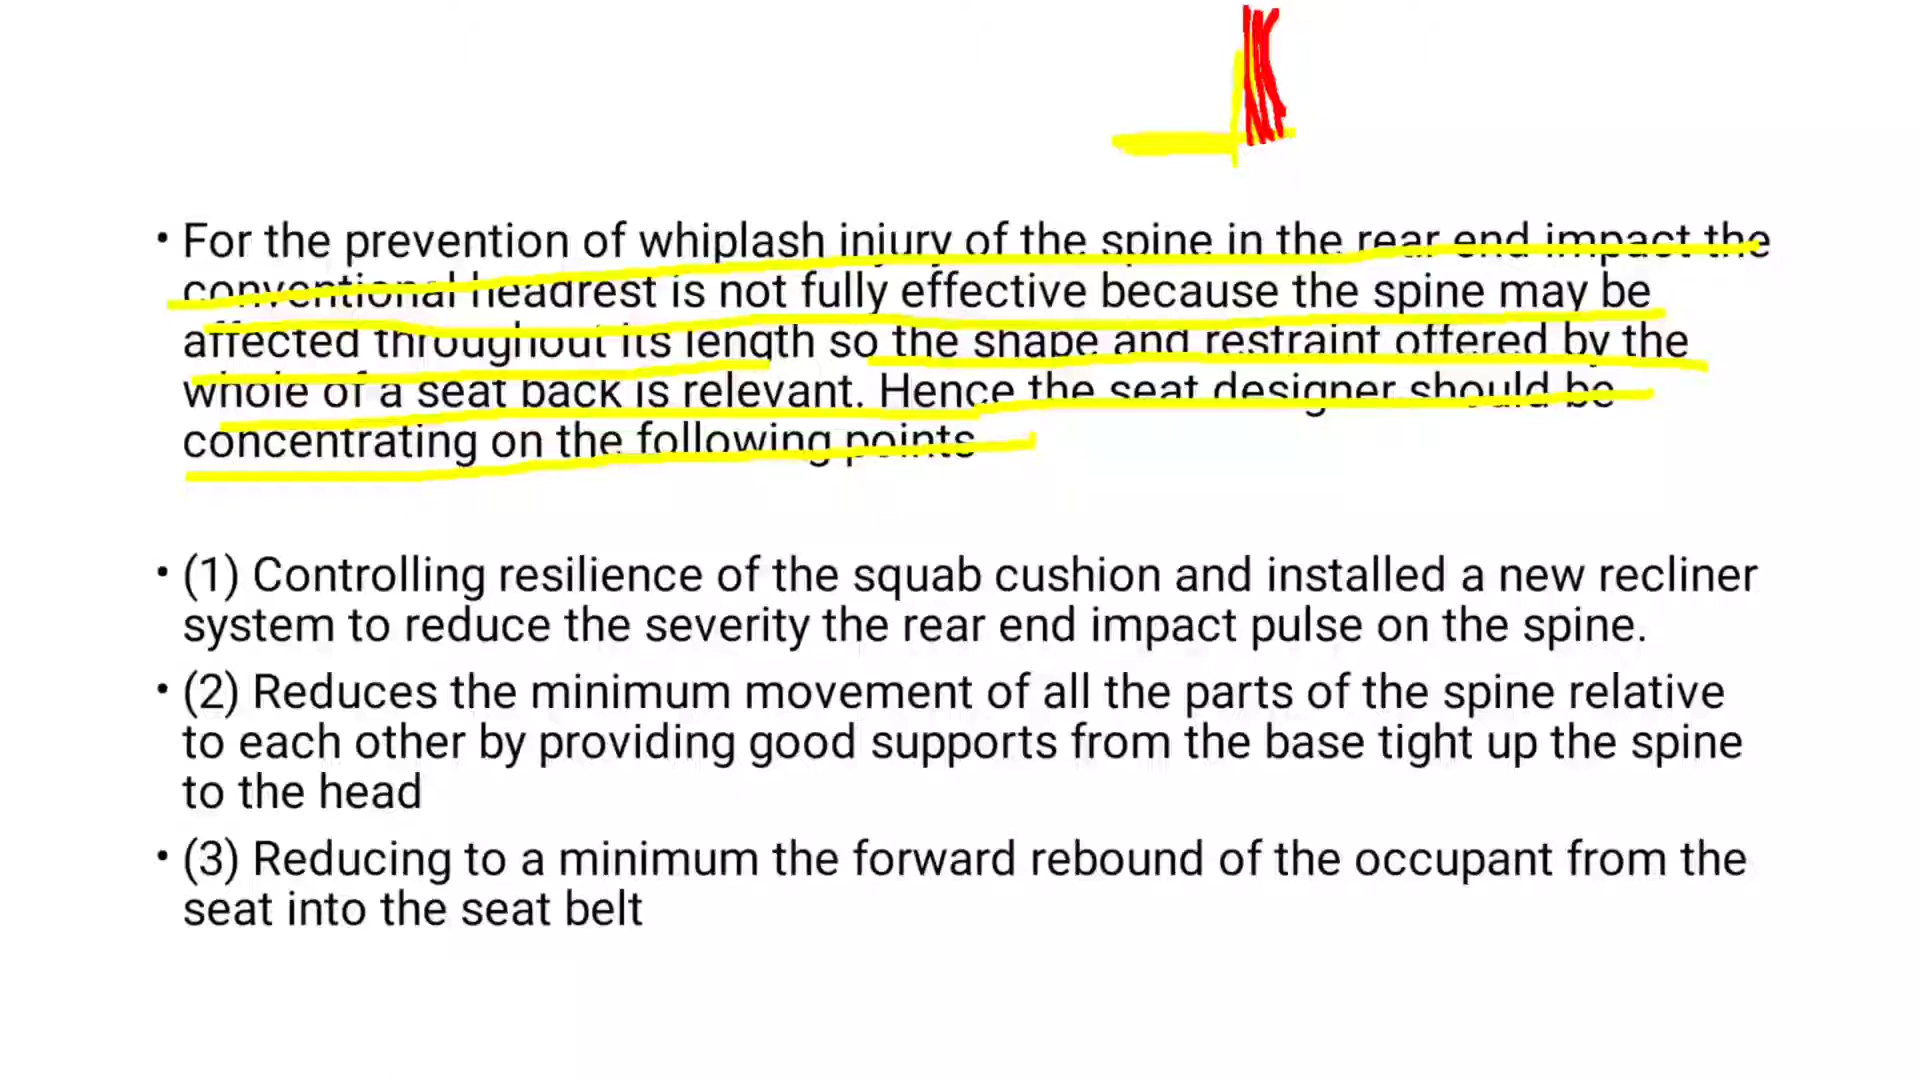 • For the prevention of whiplash injury of the spine in the rear end impact the
conventional headrest is not fully effective because the spine may be
affected throughout its length so the shape and restraint offered by the
whole of a seat back is relevant. Hence the seat designer should be
concentrating on the following points
• (1) Controlling resilience of the squab cushion and installed a new recliner
system to reduce the severity the rear end impact pulse on the spine.
• (2) Reduces the minimum movement of all the parts of the spine relative
to each other by providing good supports from the base tight up the spine
to the head
• (3) Reducing to a minimum the forward rebound of the occupant from the
seat into the seat belt